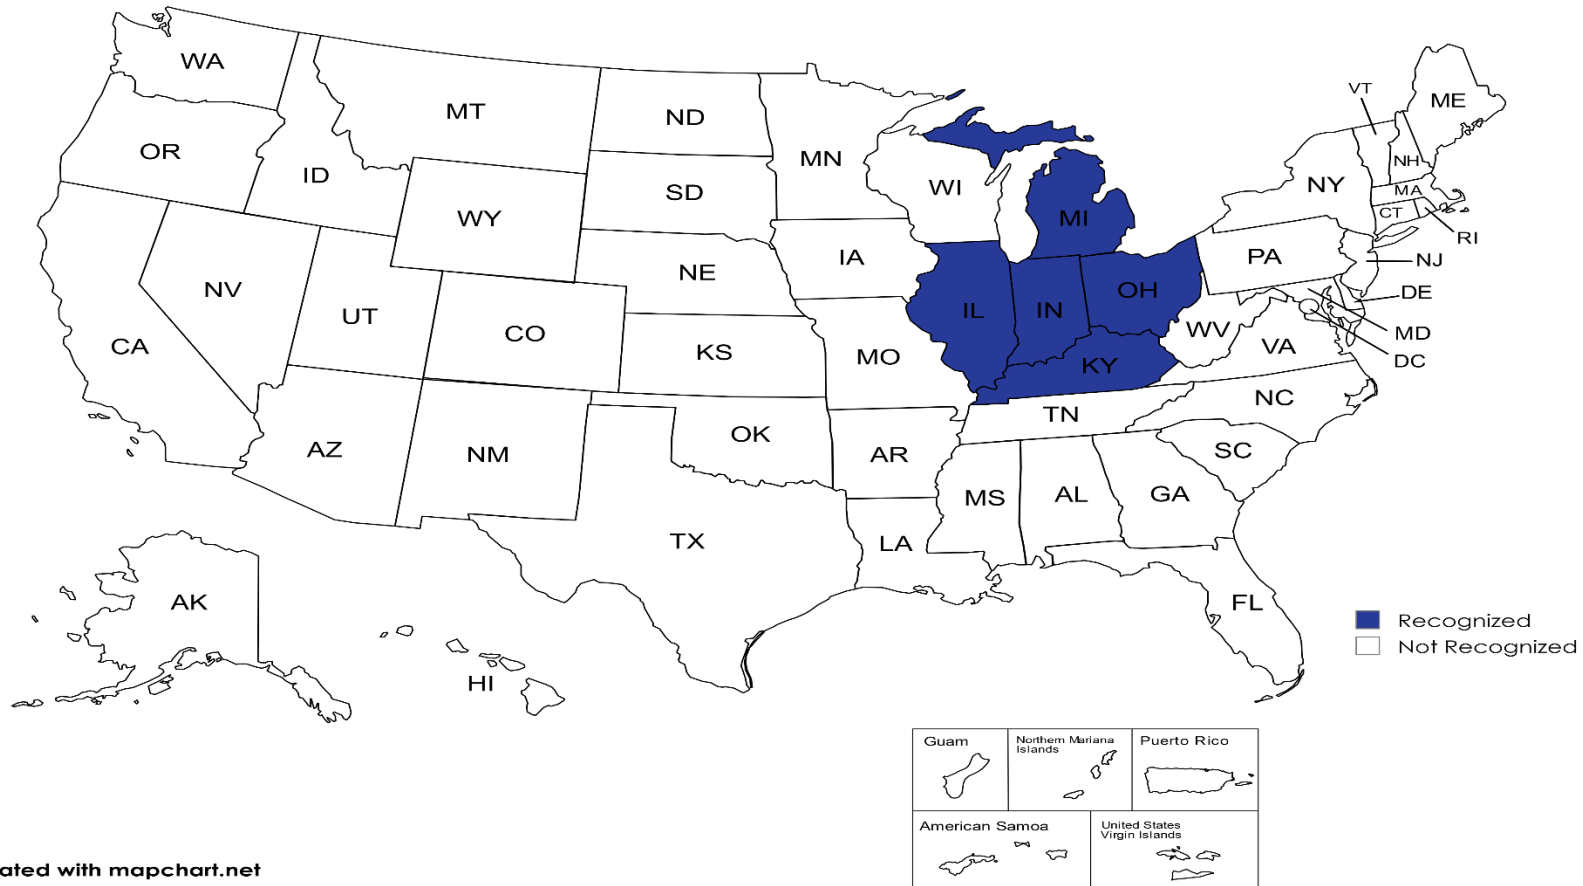 WA
MT
ND
MN
OR
ID
WY
SD
WI
MI
NY
VT
ME
NH
MA
CT
RI
NV
UT
CO
NE
IA
IL
IN
OH
PA
NJ
DE
MD
DC
CA
KS
MO
KY
WV
VA
AZ
NM
OK
AR
TN
NC
SC
TX
LA
MS
AL
GA
FL
AK
HI
Recognized
Not Recognized
Guam
Northern Mariana
Islands
Puerto Rico
American Samoa
United States
Virgin Islands
ated with mapchart.net